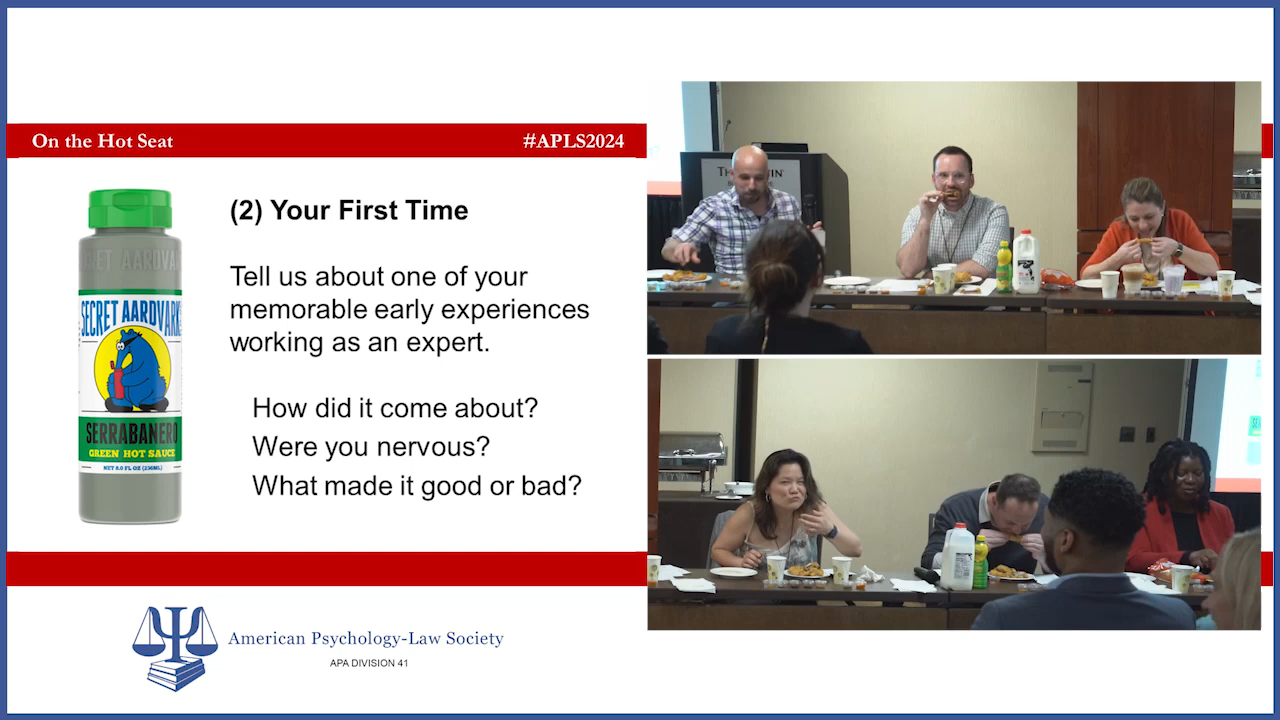 On the Hot Seat
#APLS2024
SECRET AARDVARK
SERRABANERO
GREEN HOT SAUCE
NET 8.0 FL OZ (236ML)
(2) Your First Time
Tell us about one of your
memorable early experiences
working as an expert.
How did it come about?
Were you nervous?
What made it good or bad?
American Psychology-Law Society
APA DIVISION 41